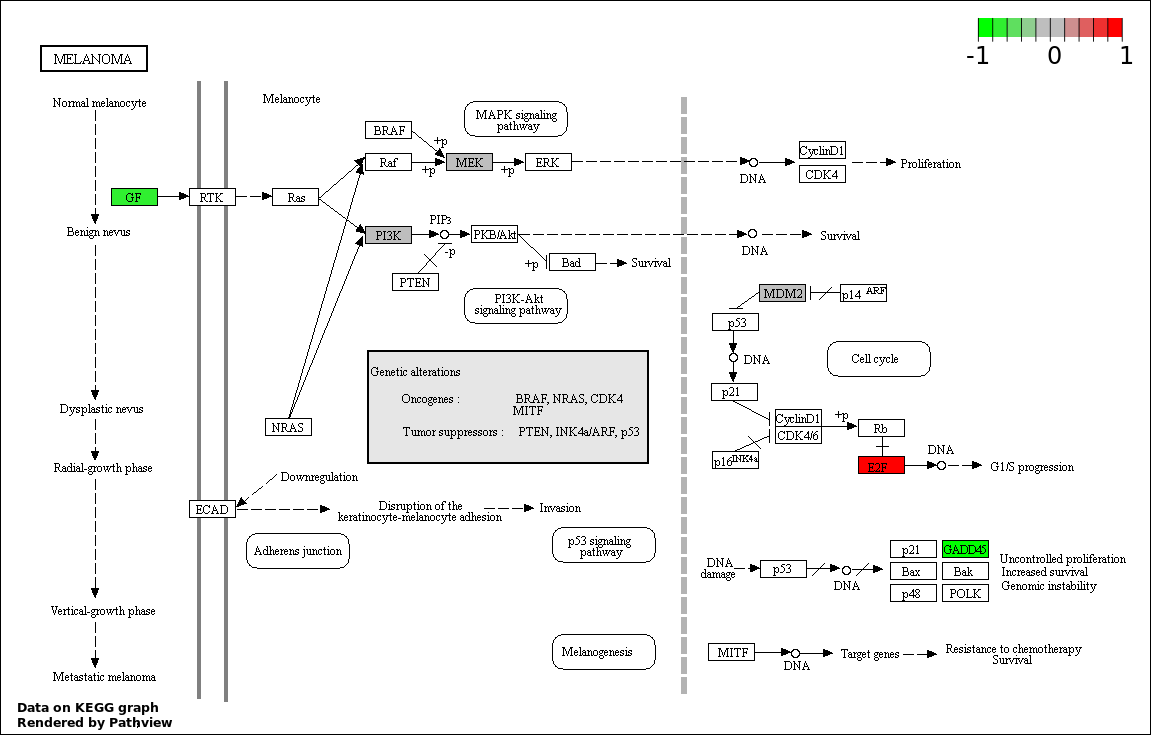 -1 0 1
MELANOMA
Normal melanocyte
Melanocyte
MAPK signaling
pathway
BRAF
+p
Raf
+p
MEK
+p
ERK
DNA
CyclinD1
CDK4
Proliferation
GF
RTK
Ras
Benign nevus
PI3K
PIP3
-p
PKB/Akt
DNA
Survival
PTEN
+p
Bad
Survival
PI3K-Akt
signaling pathway
MDM2
p14 ARF
p53
DNA
Cell cycle
p21
Genetic alterations
Oncogenes : BRAF, NRAS, CDK4
MITF
Tumor suppressors : PTEN, INK4a/ARF, p53
Dysplastic nevus
NRAS
CyclinD1
CDK4/6
+p
Rb
p16INK4a
E2F
DNA
G1/S progression
Radial-growth phase
Downregulation
ECAD
Disruption of the
keratinocyte-melanocyte adhesion
Invasion
Adherens junction
p53 signaling
pathway
DNA
damage
p53
DNA
p21
GADD45
Bax
Bak
p48
POLK
Uncontrolled proliferation
Increased survival
Genomic instability
Vertical-growth phase
Melanogenesis
MITF
DNA
Target genes
Resistance to chemotherapy
Survival
Metastatic melanoma
Data on KEGG graph
Rendered by Pathview